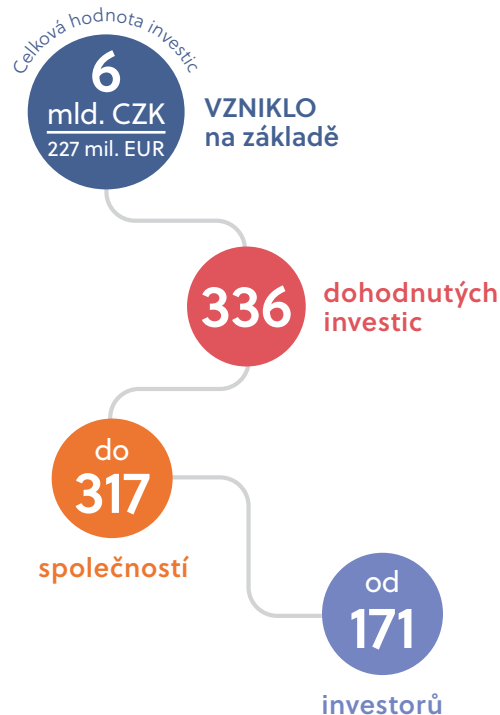 Celková hodnota investic
6
mld. CZK
227 mil. EUR
VZNIKLO
na základě
336
dohodnutých
investic
do
317
společností
od
171
investorů